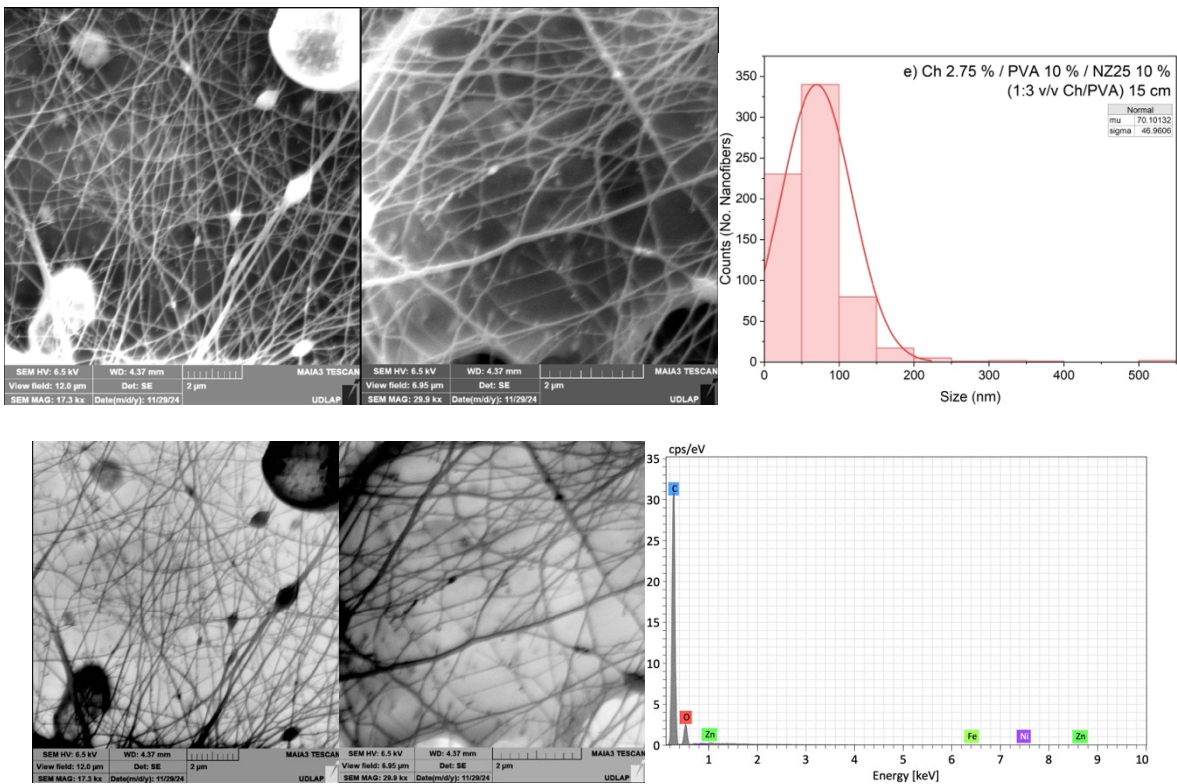 SEM HV: 6.5 kV WD: 4.37 mm MAIA3 TESCAN
View field: 12.0 µm Det: SE 2 µm
SEM MAG: 17.3 kx Date(m/d/y): 11/29/24 UDLAP
SEM HV: 6.5 kV WD: 4.37 mm MAIA3 TESCAN
View field: 6.95 µm Det: SE 2 µm
SEM MAG: 29.9 kx Date(m/d/y): 11/29/24 UDLAP
e) Ch 2.75 % / PVA 10 % / NZ25 10 %
(1:3 v/v Ch/PVA) 15 cm
Normal
mu 70.10132
sigma 46.9606
Counts (No. Nanofibers)
350
300
250
200
150
100
50
0
0 100 200 300 400 500
Size (nm)
SEM HV: 6.5 kV WD: 4.37 mm MAIA3 TESCAN
View field: 12.0 µm Det: SE 2 µm
SEM MAG: 17.3 kx Date(m/d/y): 11/29/24 UDLAP
SEM HV: 6.5 kV WD: 4.37 mm MAIA3 TESCAN
View field: 6.95 µm Det: SE 2 µm
SEM MAG: 29.9 kx Date(m/d/y): 11/29/24 UDLAP
cps/eV
35
30
25
20
15
10
5
0
C
O
Zn
Fe Ni Zn
1 2 3 4 5 6 7 8 9 10
Energy [keV]